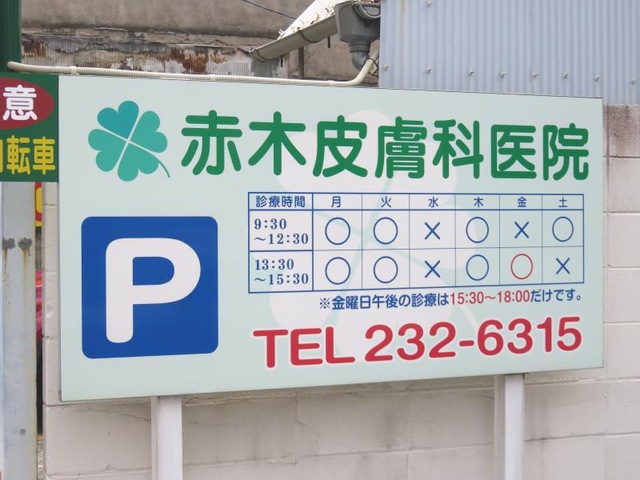 意
自転車
赤木皮膚科医院
P
診療時間 月 火 水 木 金 土
9:30～12:30 ○ ○ × ○ × ○
13:30～15:30 ○ ○ × ○ ○ ×
※金曜日午後の診療は15:30～18:00だけです。
TEL 232-6315